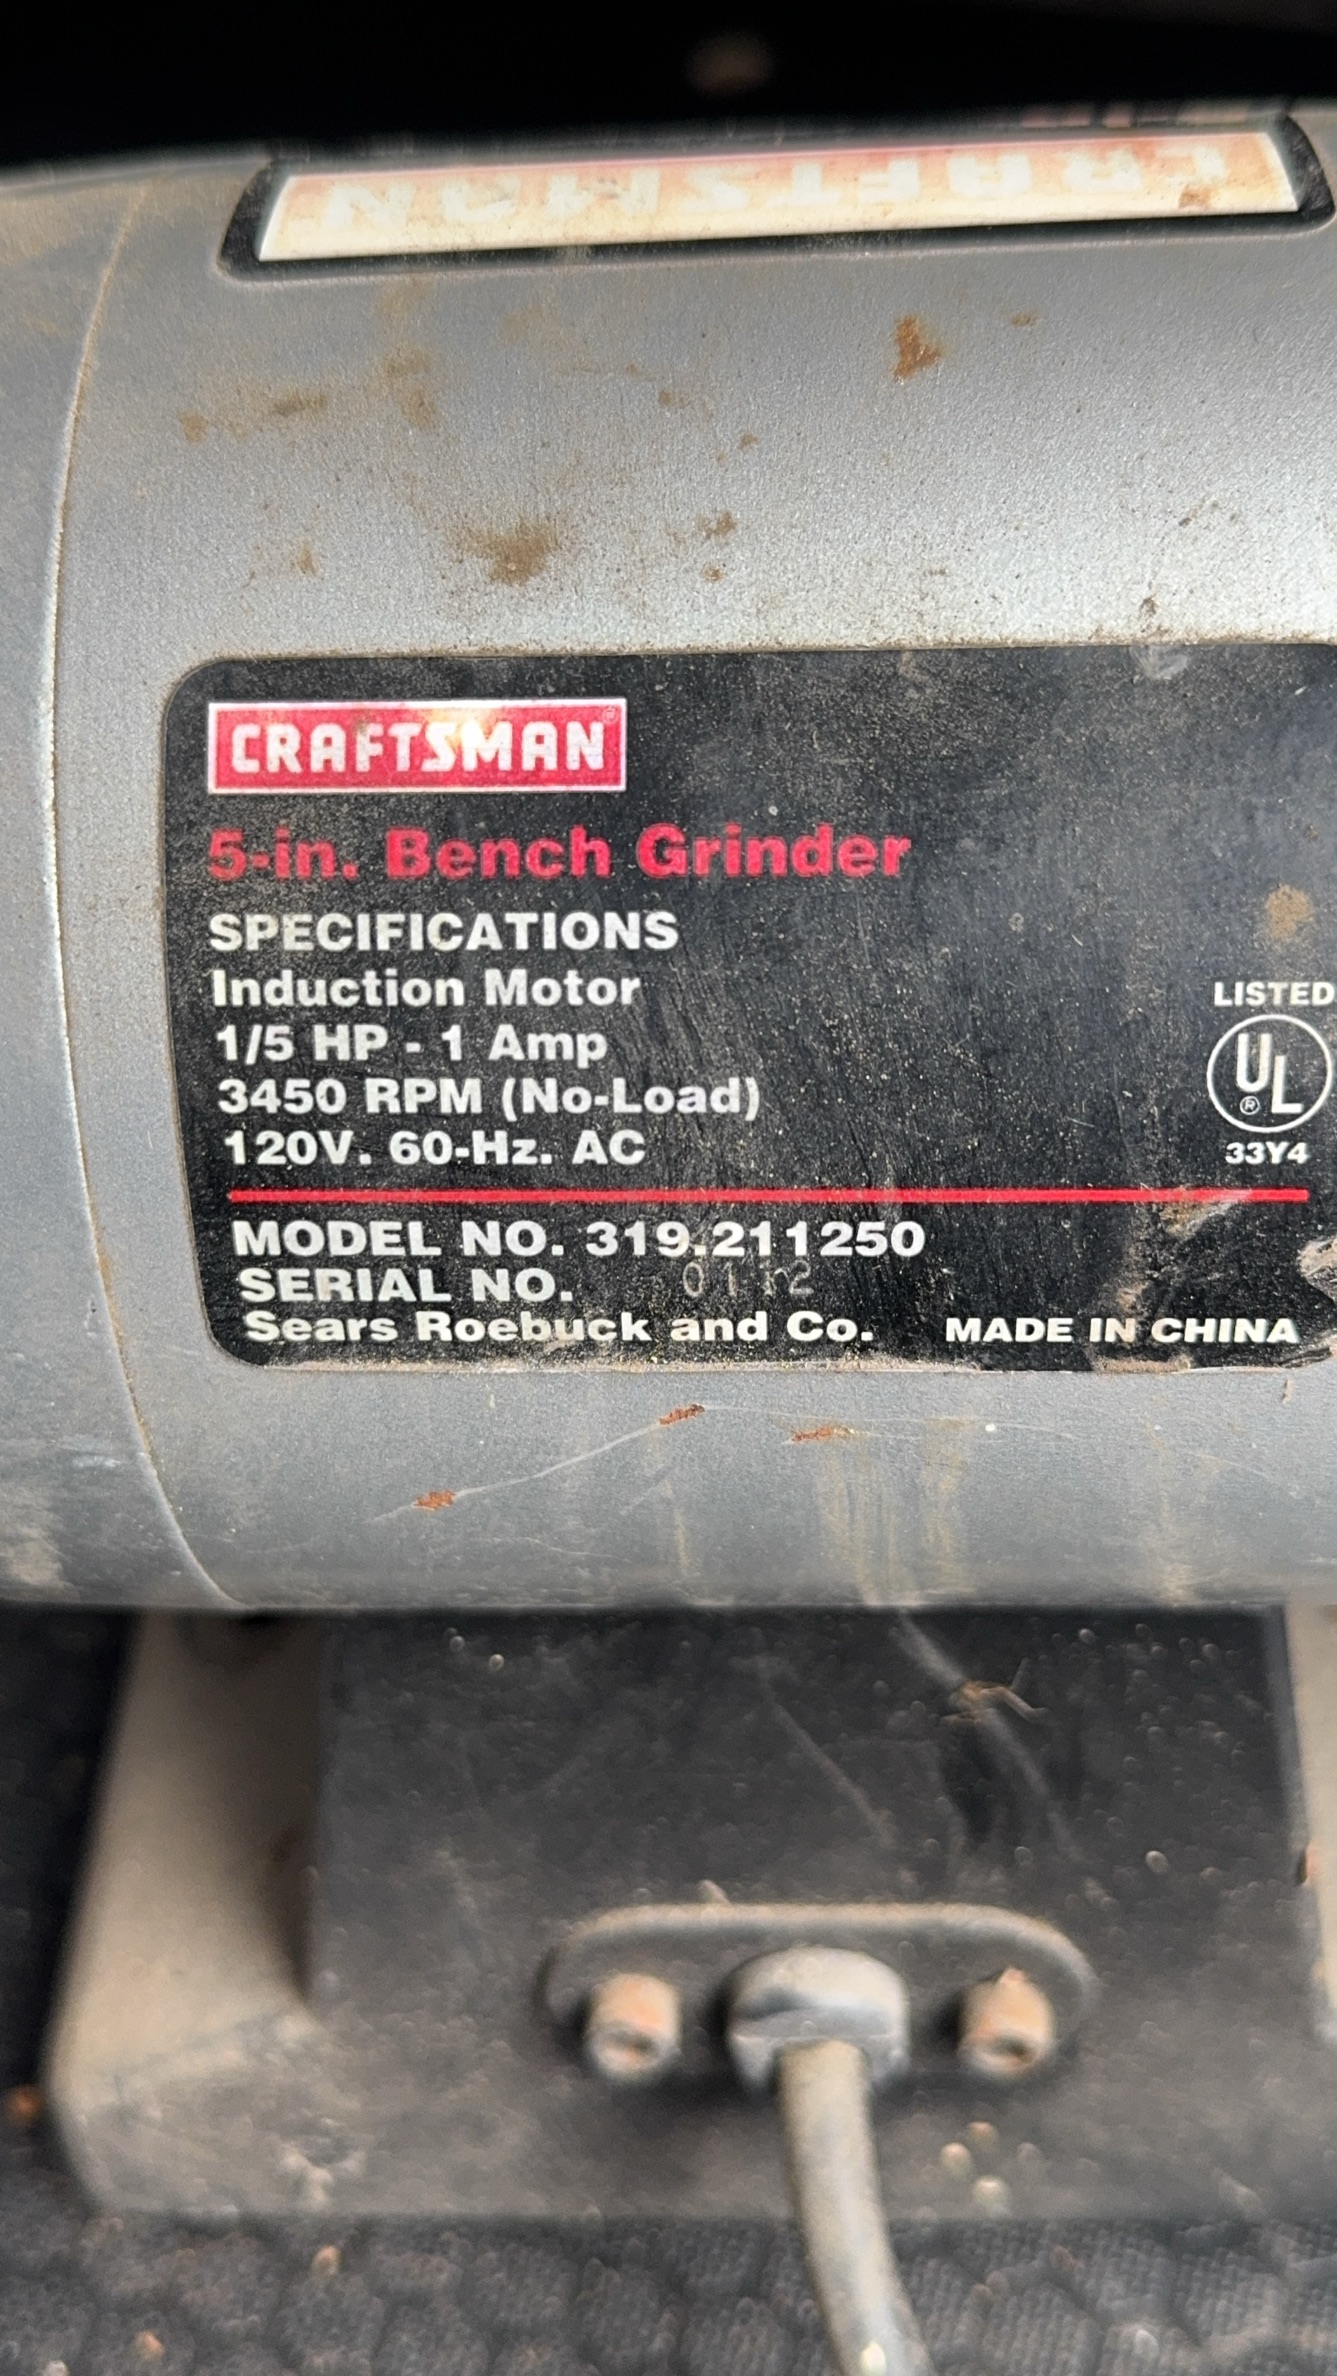 CRAFTSMAN
CRAFTSMAN®
5-in. Bench Grinder
SPECIFICATIONS
Induction Motor
1/5 HP - 1 Amp
3450 RPM (No-Load)
120V. 60-Hz. AC
LISTED
UL®
33Y4
MODEL NO. 319.211250
SERIAL NO.
Sears Roebuck and Co. MADE IN CHINA